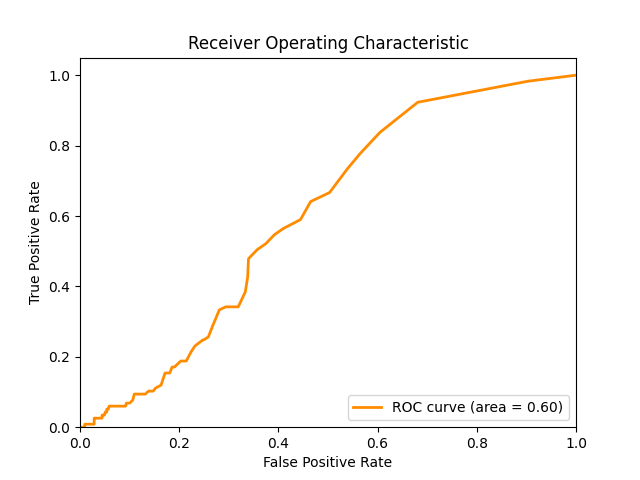 Receiver Operating Characteristic
True Positive Rate
1.0
0.8
0.6
0.4
0.2
0.0
ROC curve (area = 0.60)
0.0 0.2 0.4 0.6 0.8 1.0
False Positive Rate